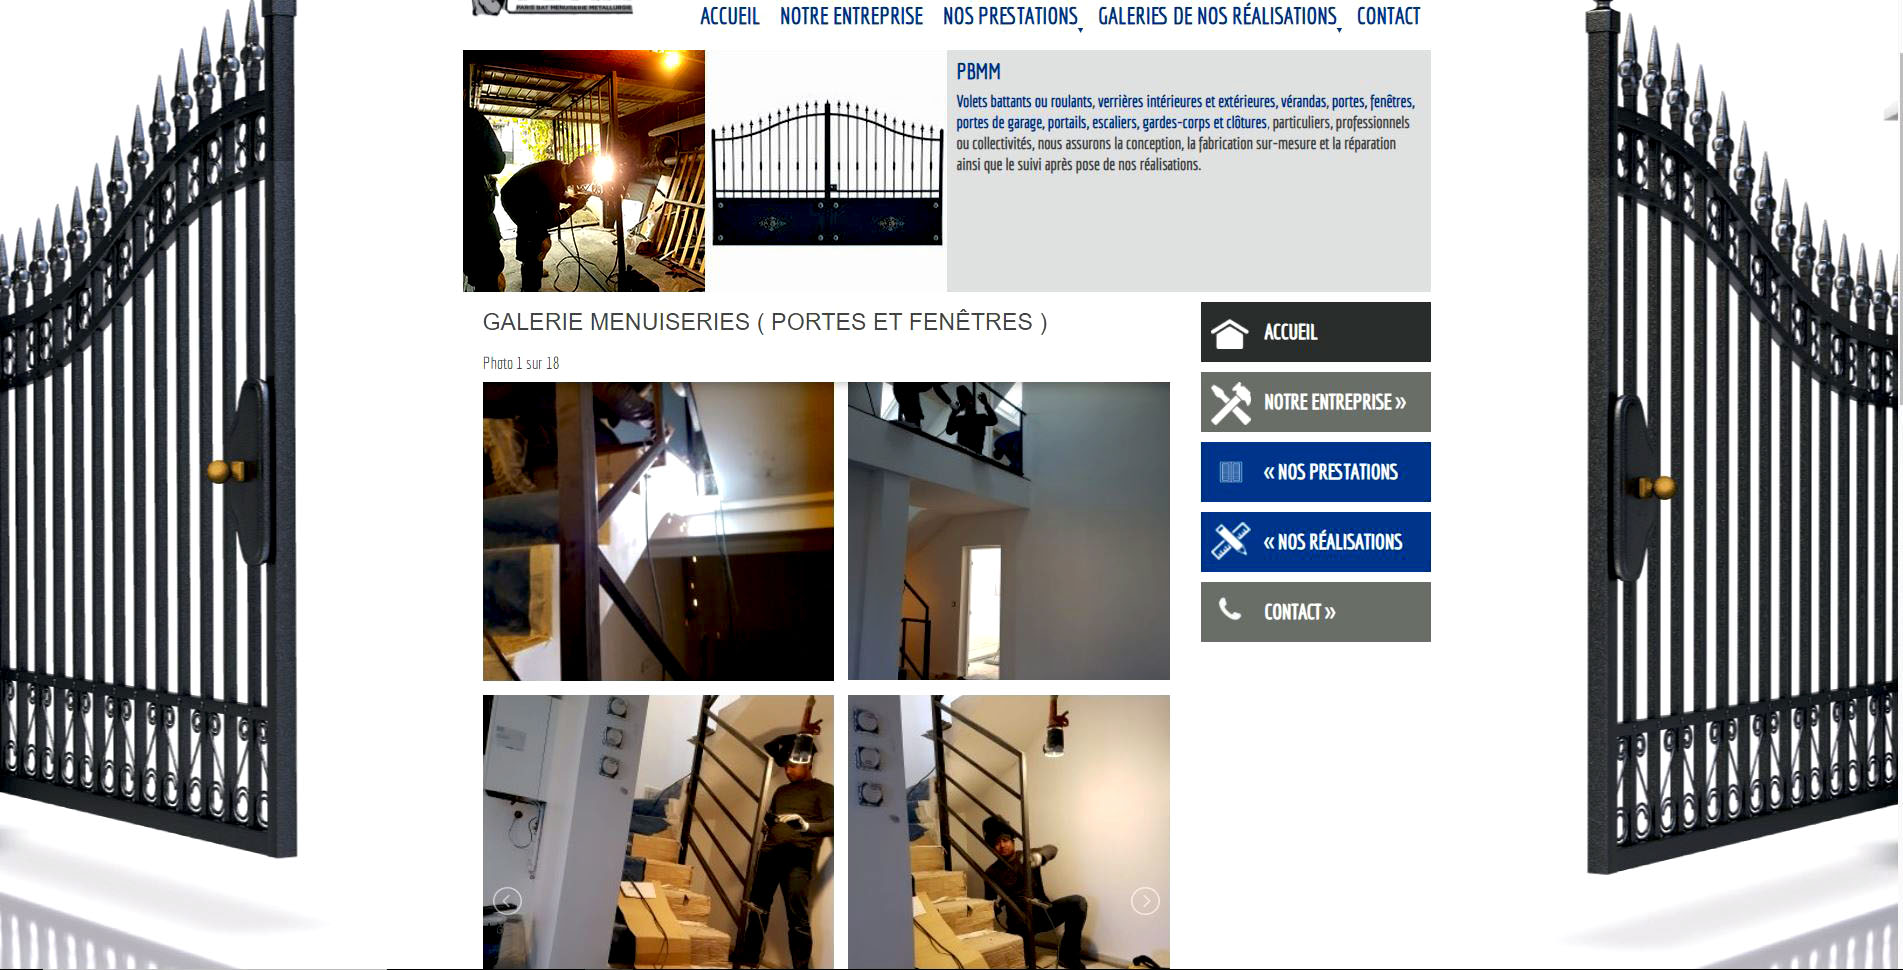 PARIS BAT MENUISERIE METALLURGIE
ACCUEIL NOTRE ENTREPRISE NOS PRESTATIONS GALERIES DE NOS RÉALISATIONS CONTACT
PBMM
Volets battants ou roulants, verrières intérieures et extérieures, vérandas, portes, fenêtres,
portes de garage, portails, escaliers, gardes-corps et clôtures, particuliers, professionnels
ou collectivités, nous assurons la conception, la fabrication sur-mesure et la réparation
ainsi que le suivi après pose de nos réalisations.
GALERIE MENUISERIES ( PORTES ET FENÊTRES )
Photo 1 sur 18
ACCUEIL
NOTRE ENTREPRISE »
« NOS PRESTATIONS
« NOS RÉALISATIONS
CONTACT »